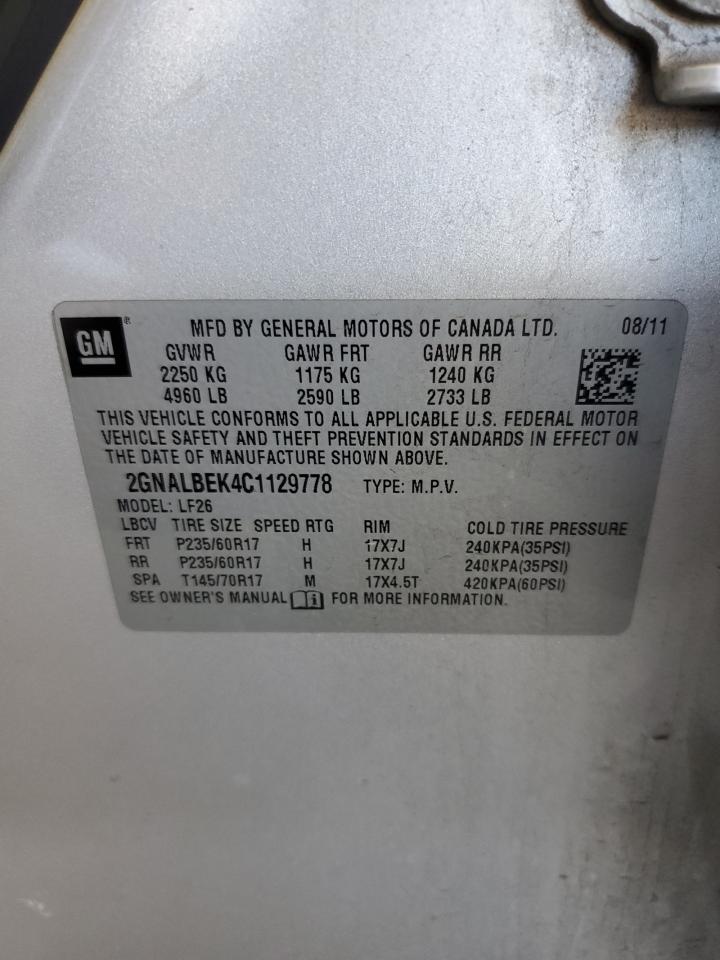 GM ® MFD BY GENERAL MOTORS OF CANADA LTD. 08/11
GVWR GAWR FRT GAWR RR
2250 KG 1175 KG 1240 KG
4960 LB 2590 LB 2733 LB
THIS VEHICLE CONFORMS TO ALL APPLICABLE U.S. FEDERAL MOTOR
VEHICLE SAFETY AND THEFT PREVENTION STANDARDS IN EFFECT ON
THE DATE OF MANUFACTURE SHOWN ABOVE.
2GNALBEK4C1129778 TYPE: M.P.V.
MODEL: LF26
LBCV TIRE SIZE SPEED RTG RIM COLD TIRE PRESSURE
FRT P235/60R17 H 17X7J 240KPA(35PSI)
RR P235/60R17 H 17X7J 240KPA(35PSI)
SPA T145/70R17 M 17X4.5T 420KPA(60PSI)
SEE OWNER'S MANUAL FOR MORE INFORMATION.